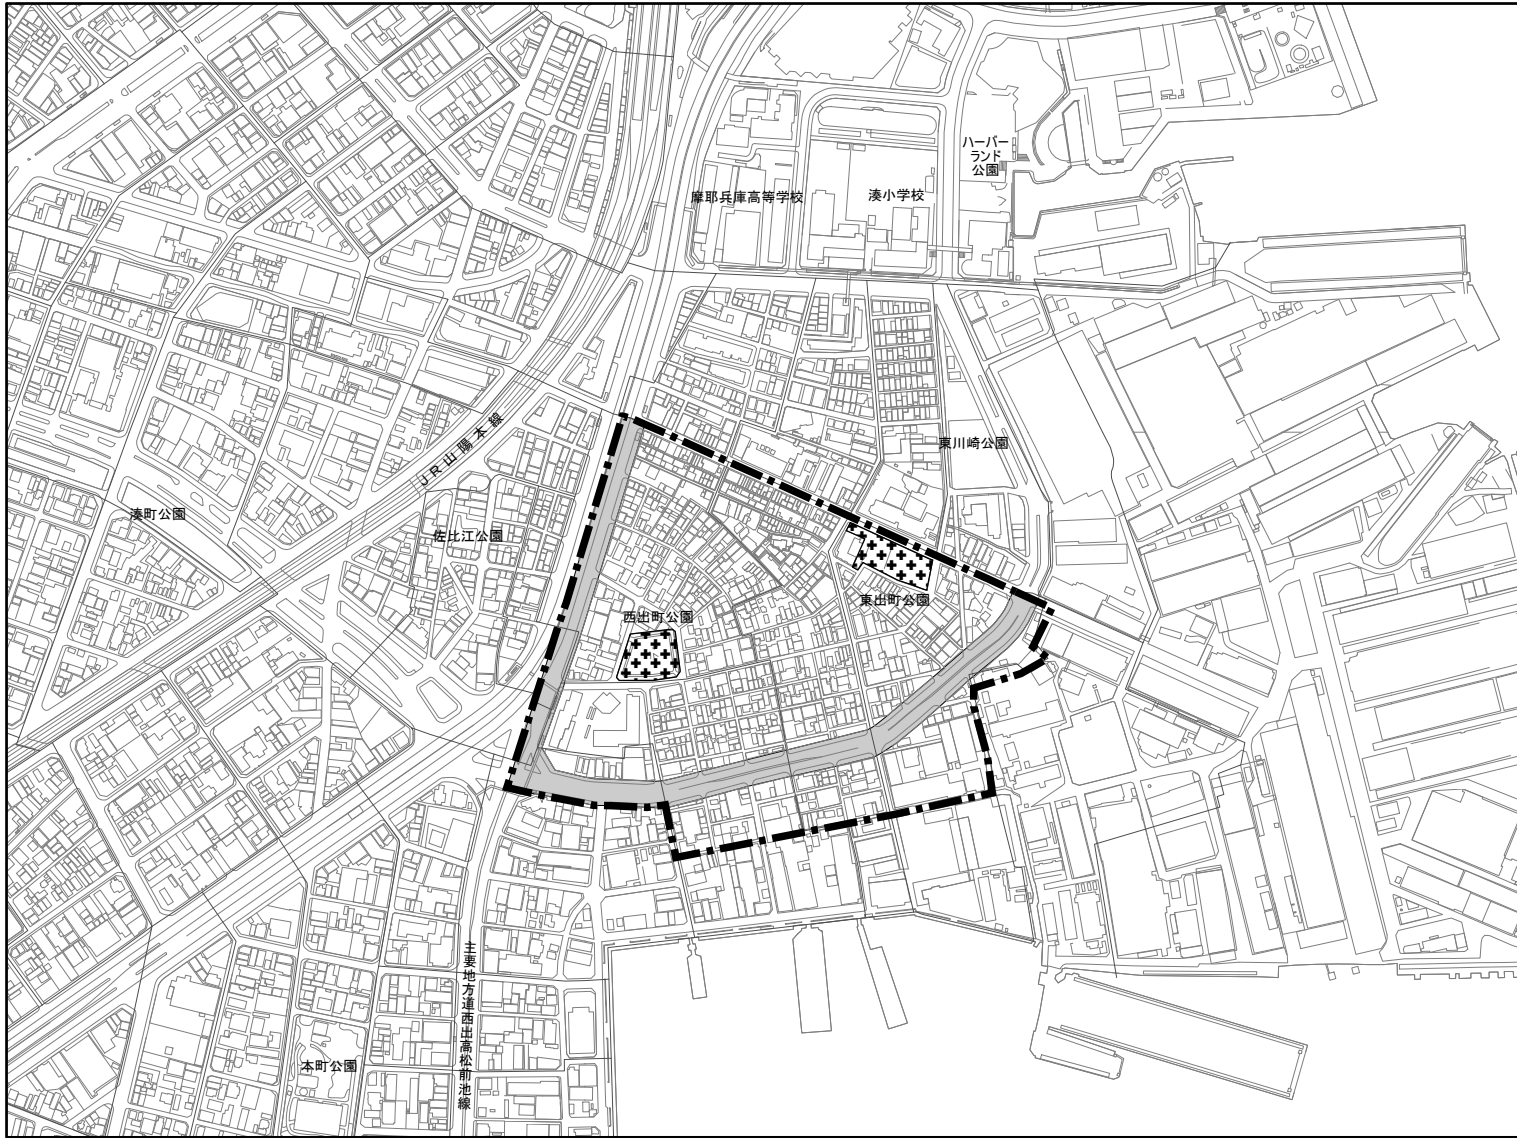 ハーバー
ランド
公園
摩耶兵庫高等学校
湊小学校
東川崎公園
JR山陽本線
湊町公園
佐比江公園
東出町公園
西出町公園
主要地方道西出高松前池線
本町公園